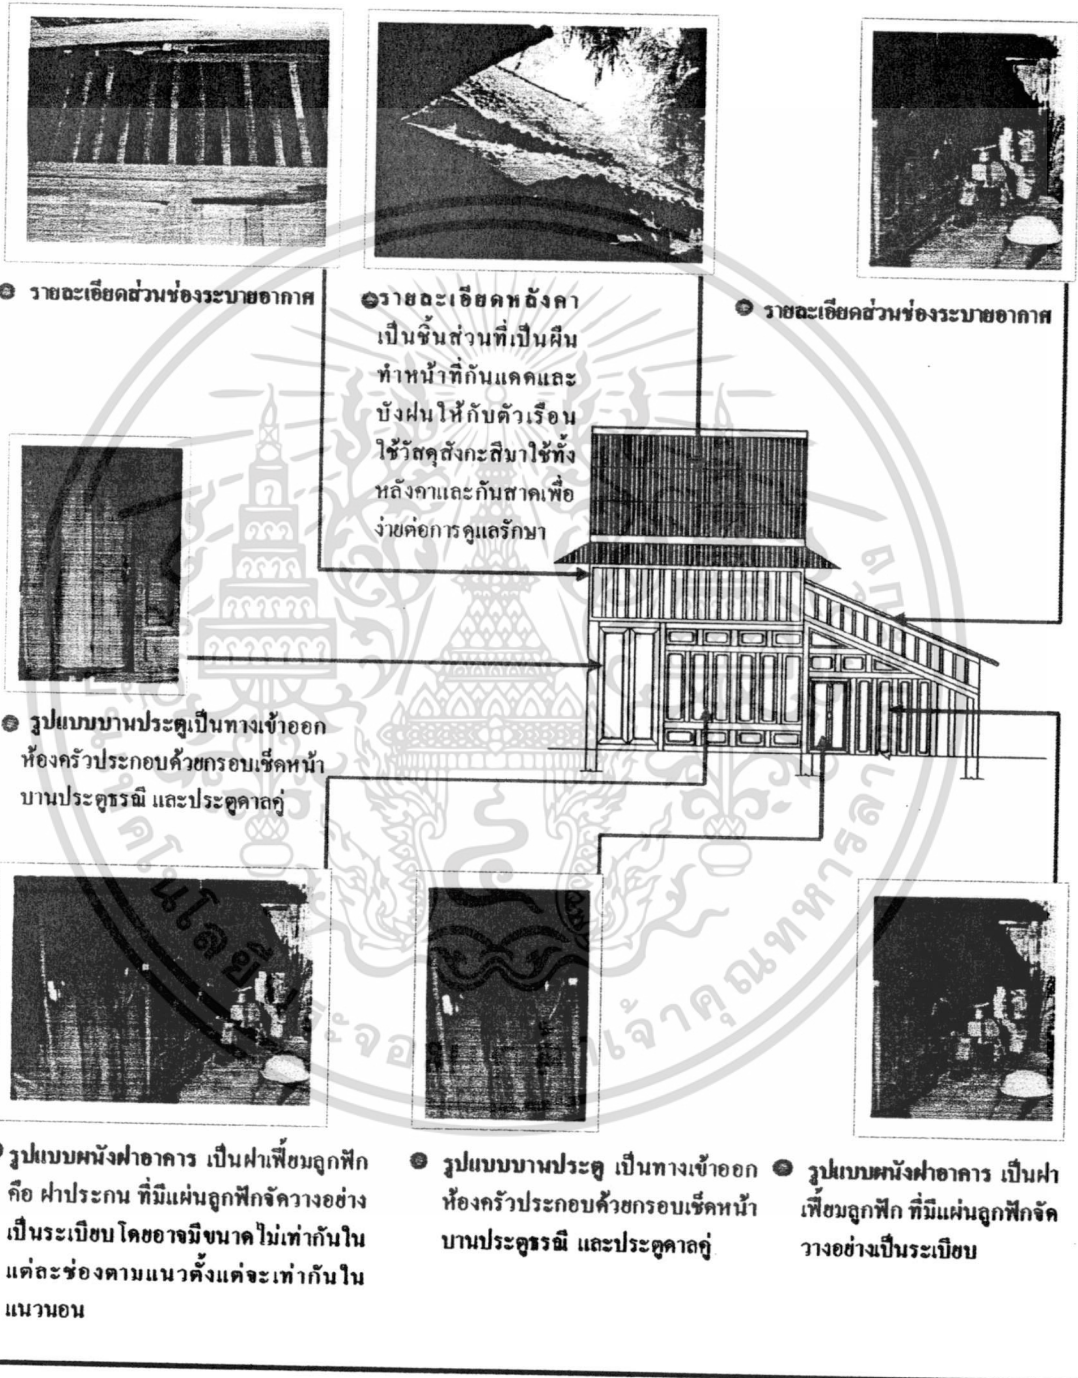 รายละเอียดส่วนช่องระบายอากาศ
รายละเอียดหลังคา
เป็นชิ้นส่วนที่เป็นผืน
ทำหน้าที่กันแดดและ
บังฝนให้กับตัวเรือน
ใช้วัสดุสังกะสีมาใช้ทั้ง
หลังคาและกันสาดเพื่อ
ง่ายต่อการดูแลรักษา
รายละเอียดส่วนช่องระบายอากาศ
รูปแบบบานประตูเป็นทางเข้าออก
ห้องครัวประกอบด้วยกรอบเช็ดหน้า
บานประตูธรณี และประตูดาลคู่
รูปแบบผนังฝาอาคาร เป็นฝาเฟี้ยมลูกฟัก
คือ ฝาประกน ที่มีแผ่นลูกฟักจัดวางอย่าง
เป็นระเบียบ โดยอาจมีขนาดไม่เท่ากันใน
แต่ละช่องตามแนวตั้งแต่จะเท่ากันใน
แนวนอน
รูปแบบบานประตู เป็นทางเข้าออก
ห้องครัวประกอบด้วยกรอบเช็ดหน้า
บานประตูธรณี และประตูดาลคู่
รูปแบบผนังฝาอาคาร เป็นฝา
เฟี้ยมลูกฟัก ที่มีแผ่นลูกฟักจัด
วางอย่างเป็นระเบียบ